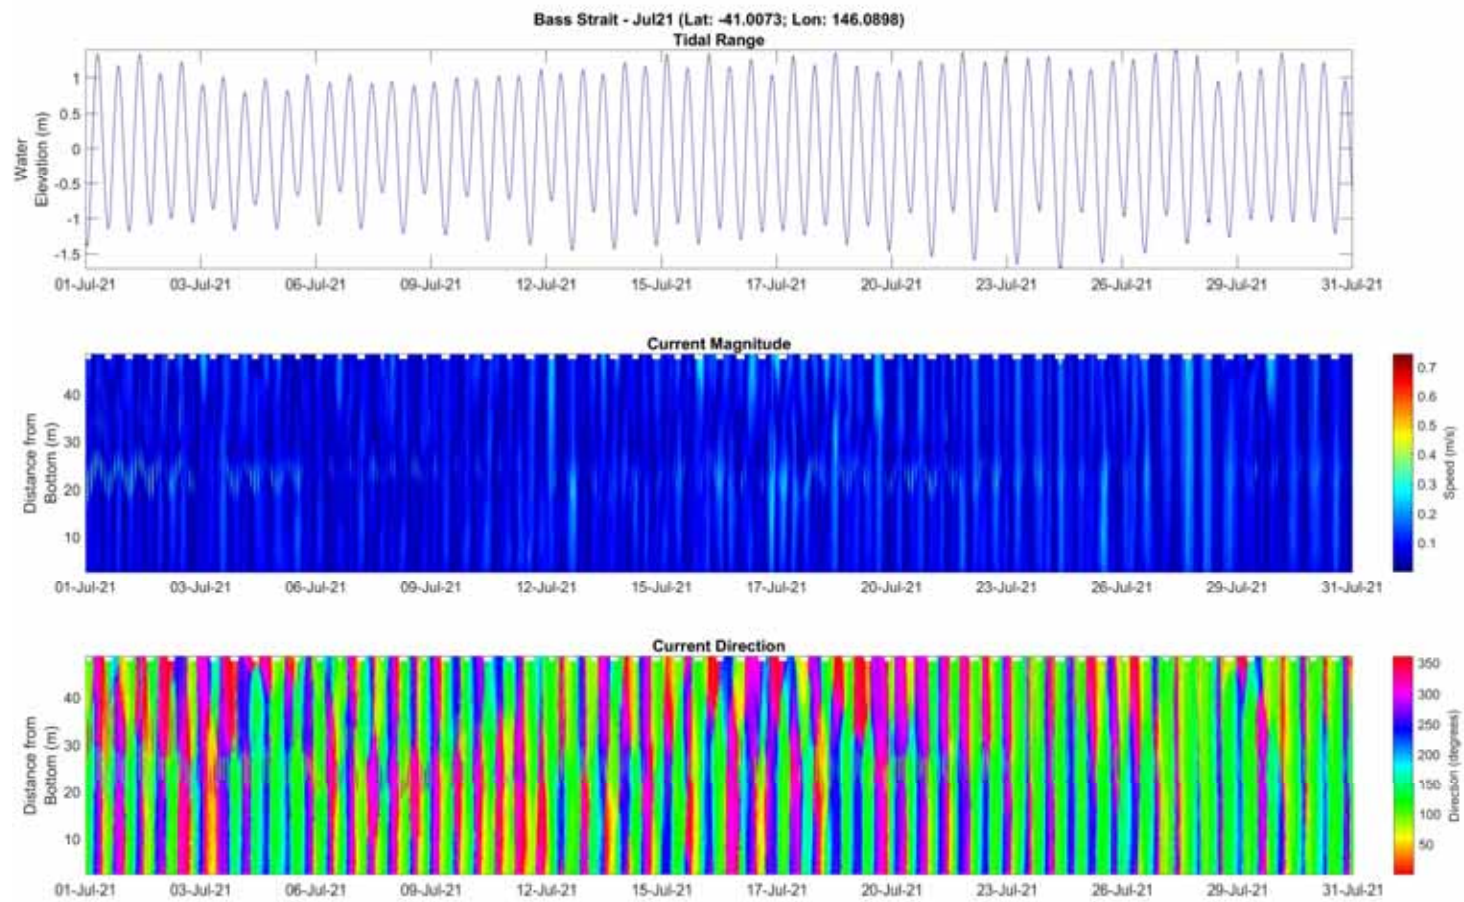 Bass Strait - Jul21 (Lat: -41.0073; Lon: 146.0898)
Tidal Range
Water
Elevation (m)
1
0.5
0
-0.5
-1
-1.5
01-Jul-21 03-Jul-21 06-Jul-21 09-Jul-21 12-Jul-21 15-Jul-21 17-Jul-21 20-Jul-21 23-Jul-21 26-Jul-21 29-Jul-21 31-Jul-21
Current Magnitude
Distance from
Bottom (m)
40
30
20
10
0.7
0.6
0.5
0.4
0.3
0.2
0.1
Speed (m/s)
01-Jul-21 03-Jul-21 06-Jul-21 09-Jul-21 12-Jul-21 15-Jul-21 17-Jul-21 20-Jul-21 23-Jul-21 26-Jul-21 29-Jul-21 31-Jul-21
Current Direction
Distance from
Bottom (m)
40
30
20
10
350
300
250
200
150
100
50
Direction (degrees)
01-Jul-21 03-Jul-21 06-Jul-21 09-Jul-21 12-Jul-21 15-Jul-21 17-Jul-21 20-Jul-21 23-Jul-21 26-Jul-21 29-Jul-21 31-Jul-21